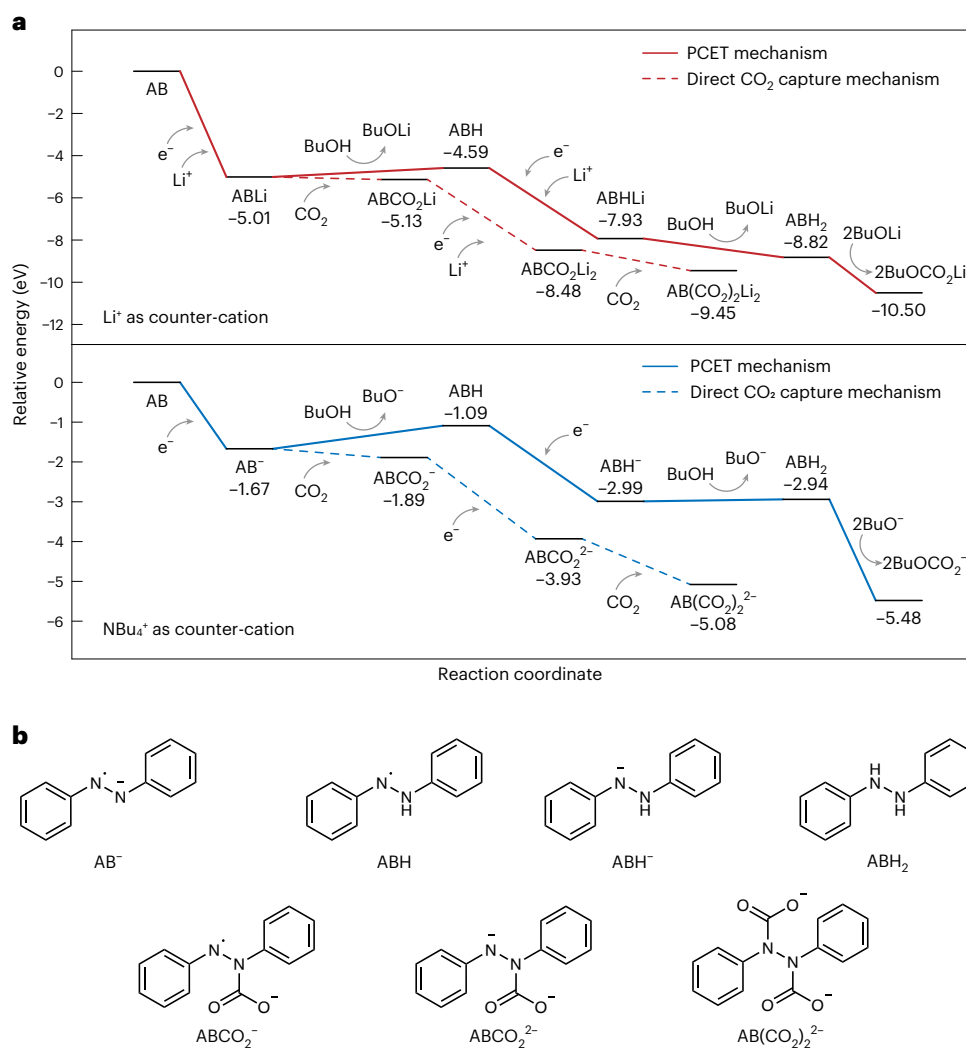 a
Relative energy (eV)
0
−2
−4
−6
−8
−10
−12
PCET mechanism
Direct CO₂ capture mechanism
AB
e⁻
Li⁺
ABLi
−5.01
BuOH
BuOLi
CO₂
ABCO₂Li
−5.13
ABH
−4.59
e⁻
Li⁺
e⁻
Li⁺
ABCO₂Li₂
−8.48
ABHLi
−7.93
CO₂
AB(CO₂)₂Li₂
−9.45
BuOH
BuOLi
ABH₂
−8.82
2BuOLi
2BuOCO₂Li
−10.50
Li⁺ as counter-cation
0
−1
−2
−3
−4
−5
−6
PCET mechanism
Direct CO₂ capture mechanism
AB
e⁻
AB⁻
−1.67
BuOH
BuO⁻
CO₂
ABCO₂⁻
−1.89
ABH
−1.09
e⁻
e⁻
ABCO₂²⁻
−3.93
ABH⁻
−2.99
CO₂
AB(CO₂)₂²⁻
−5.08
BuOH
BuO⁻
ABH₂
−2.94
2BuO⁻
2BuOCO₂⁻
−5.48
NBu₄⁺ as counter-cation
Reaction coordinate
b
N· N⁻
AB⁻
N· N H
ABH
N⁻ N H
ABH⁻
H N N H
ABH₂
N· N O O⁻
ABCO₂⁻
N⁻ N O O⁻
ABCO₂²⁻
O O⁻ N N O O⁻
AB(CO₂)₂²⁻